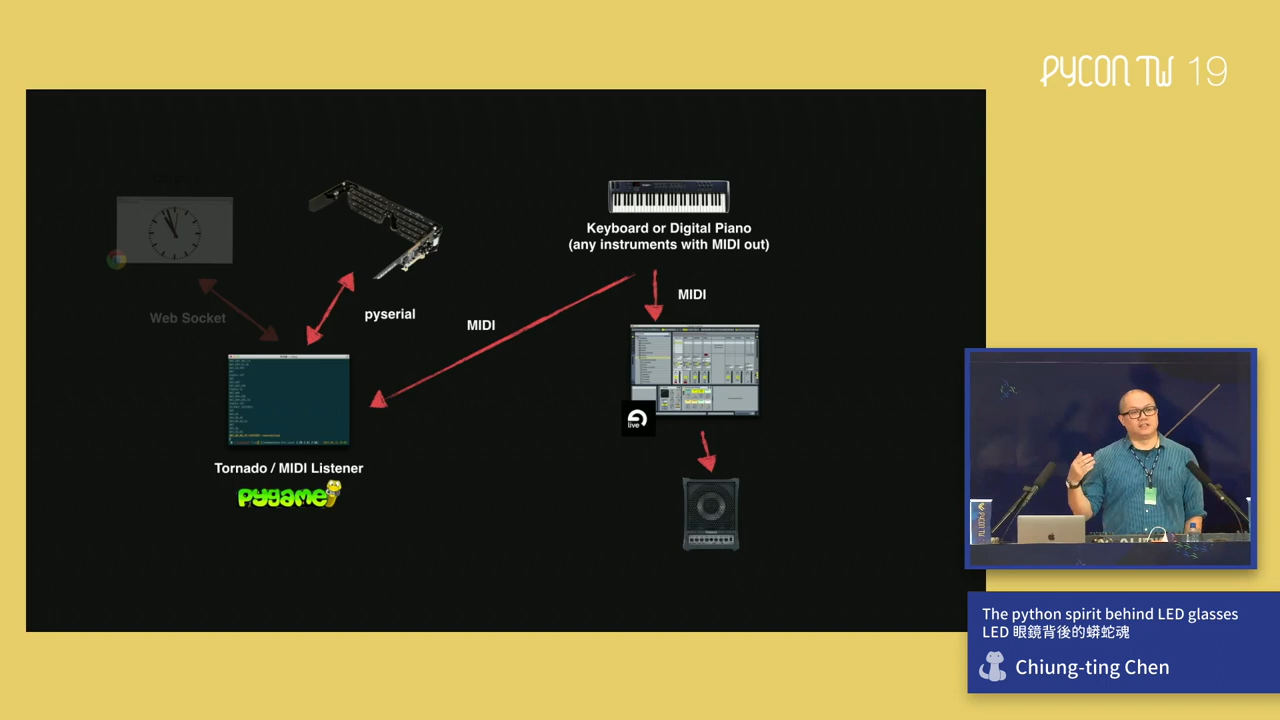 PYCON TW 19
Keyboard or Digital Piano
(any instruments with MIDI out)
MIDI
pyserial
Web Socket
MIDI
live
Tornado / MIDI Listener
pygame
PYCON TW
The python spirit behind LED glasses
LED 眼鏡背後的蟒蛇魂
Chiung-ting Chen